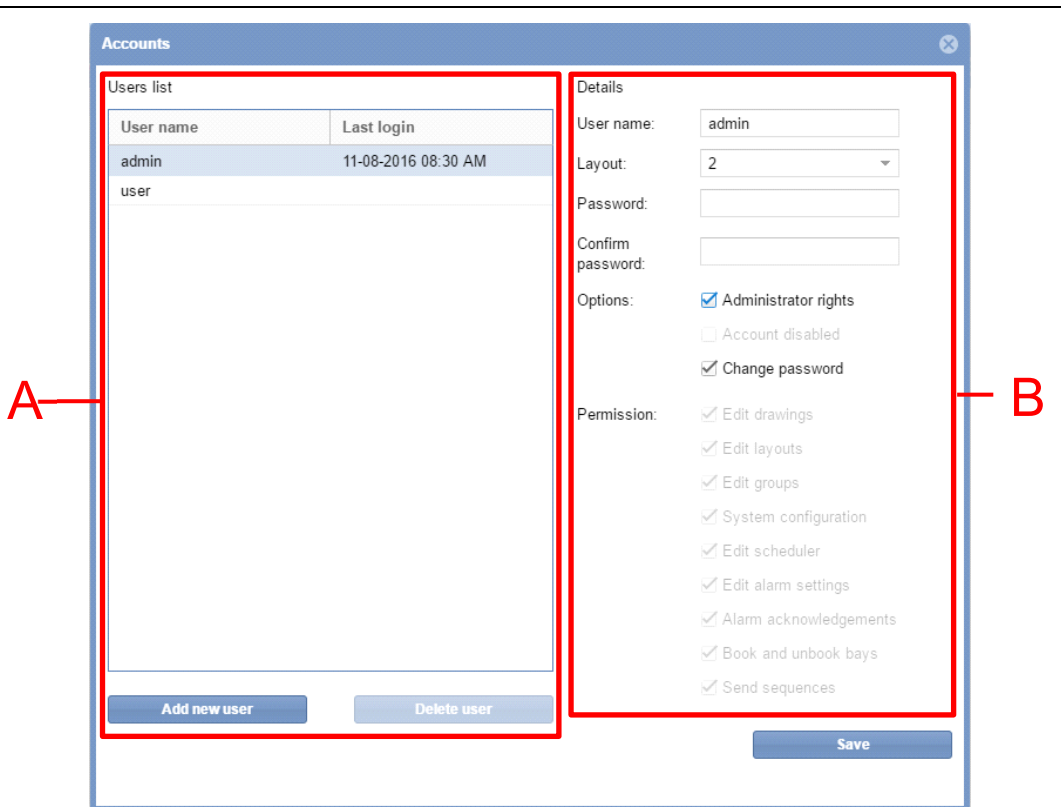 Accounts
Users list
User name Last login
admin 11-08-2016 08:30 AM
user
Add new user Delete user
A
Details
User name: admin
Layout: 2
Password:
Confirm
password:
Options: Administrator rights
Account disabled
Change password
Permission: Edit drawings
Edit layouts
Edit groups
System configuration
Edit scheduler
Edit alarm settings
Alarm acknowledgements
Book and unbook bays
Send sequences
B
Save